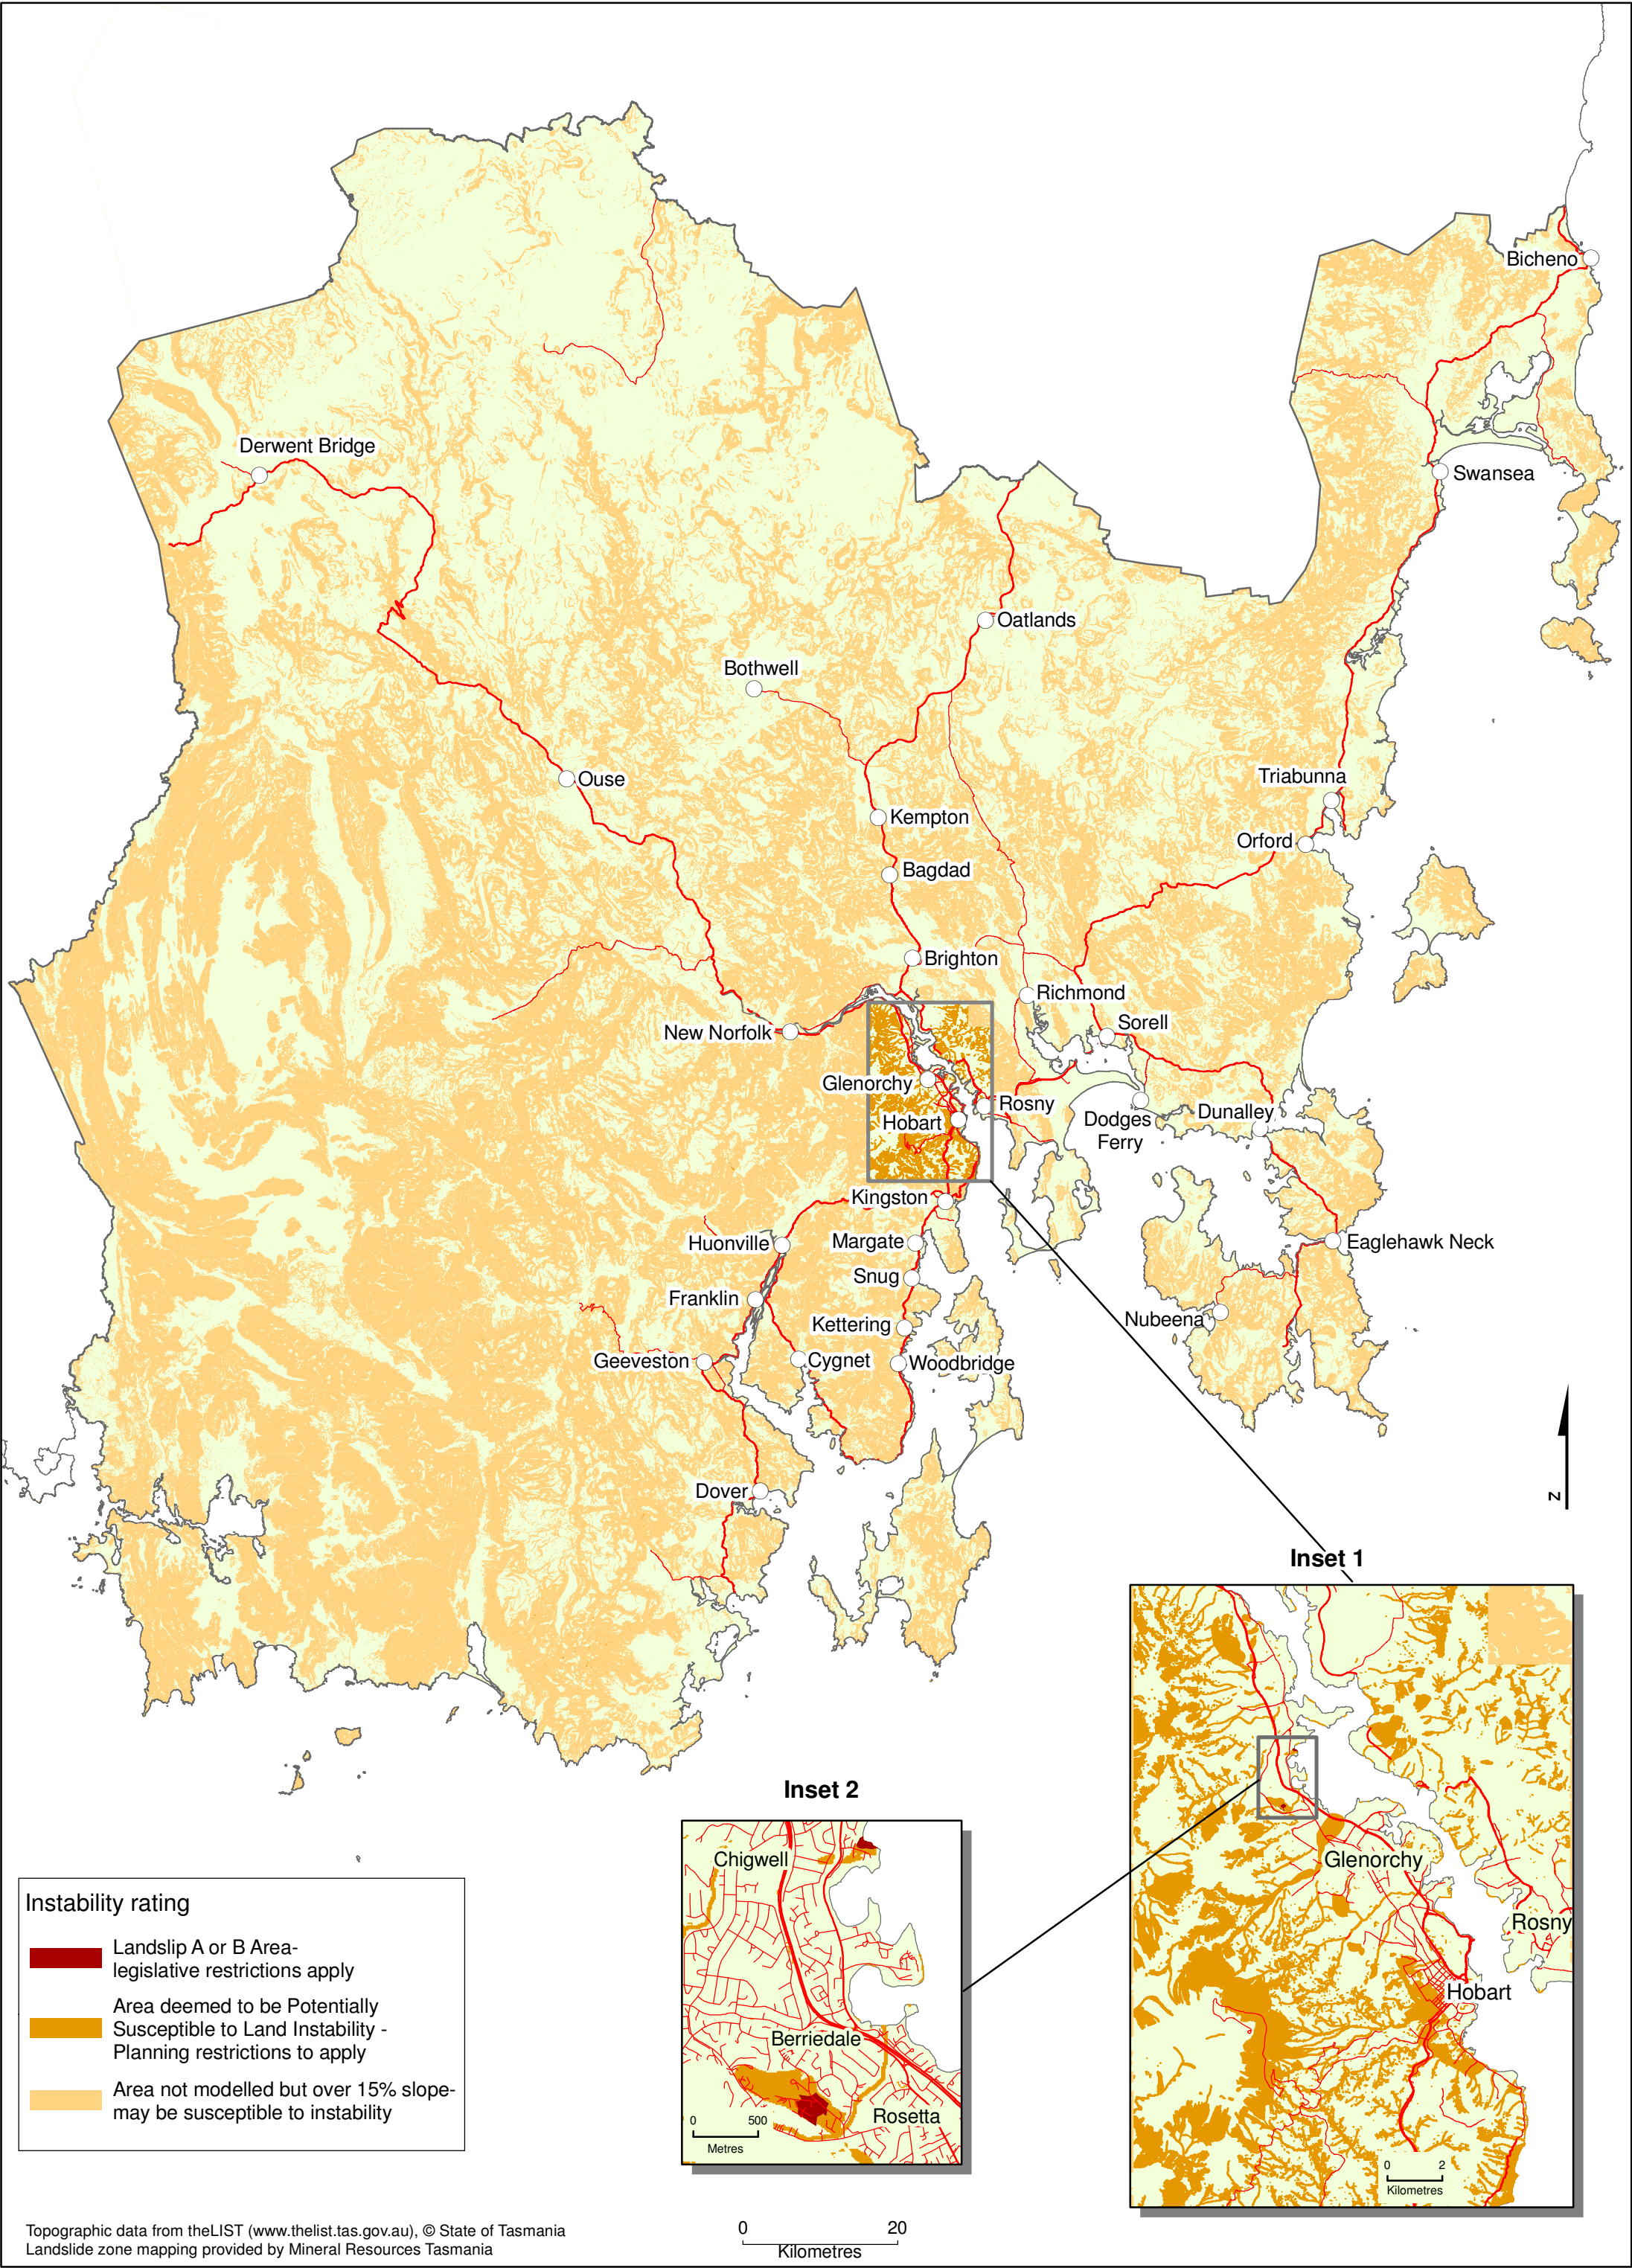 Bicheno
Derwent Bridge
Swansea
Oatlands
Bothwell
Triabunna
Ouse
Kempton
Orford
Bagdad
Brighton
Richmond
Sorell
New Norfolk
Glenorchy
Rosny
Dodges
Ferry
Dunalley
Hobart
Kingston
Huonville
Margate
Eaglehawk Neck
Snug
Franklin
Nubeena
Kettering
Geeveston
Cygnet
Woodbridge
Dover
N
Inset 1
Glenorchy
Rosny
Hobart
0 2
Kilometres
Inset 2
Chigwell
Berriedale
Rosetta
0 500
Metres
Instability rating
Landslip A or B Area-
legislative restrictions apply
Area deemed to be Potentially
Susceptible to Land Instability -
Planning restrictions to apply
Area not modelled but over 15% slope-
may be susceptible to instability
Topographic data from theLIST (www.thelist.tas.gov.au), © State of Tasmania
Landslide zone mapping provided by Mineral Resources Tasmania
0 20
Kilometres